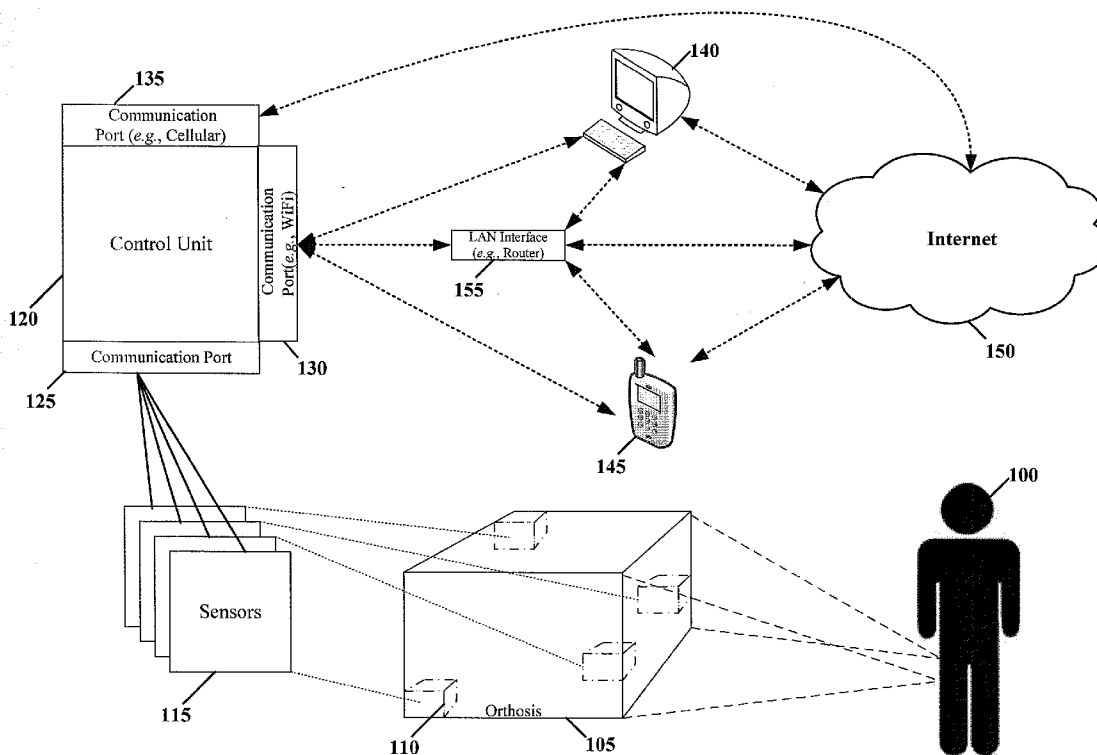 140
135
Communication
Port (e.g., Cellular)
Communication
Port(e.g., WiFi)
Control Unit
LAN Interface
(e.g., Router)
155
Internet
120
150
Communication Port
130
125
145
100
Sensors
115
110
Orthosis
105